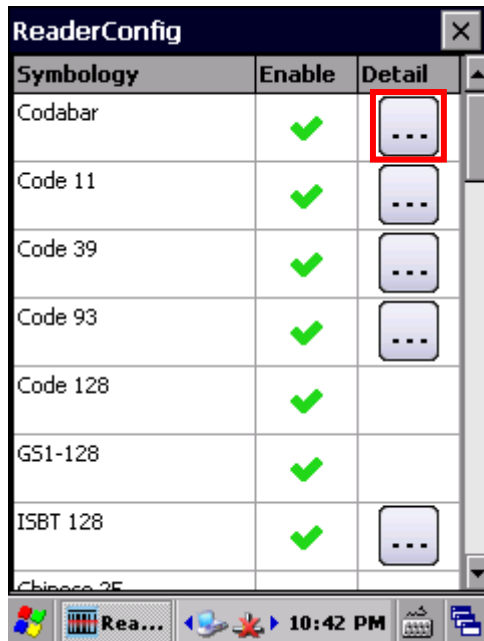 ReaderConfig
Symbology Enable Detail
Codabar ...
Code 11 ...
Code 39 ...
Code 93 ...
Code 128
GS1-128
ISBT 128 ...
Rea... 10:42 PM